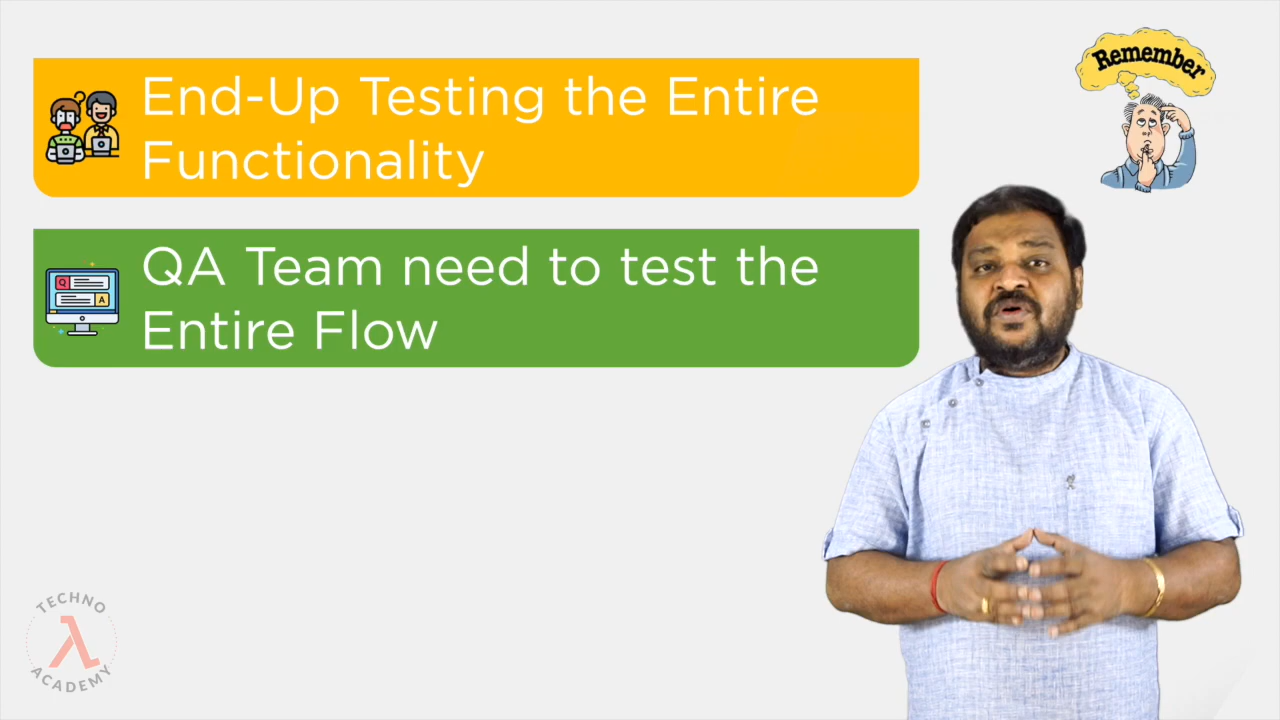 End-Up Testing the Entire
Functionality
Remember
QA Team need to test the
Entire Flow
Q
A
TECHNO
λ
ACADEMY